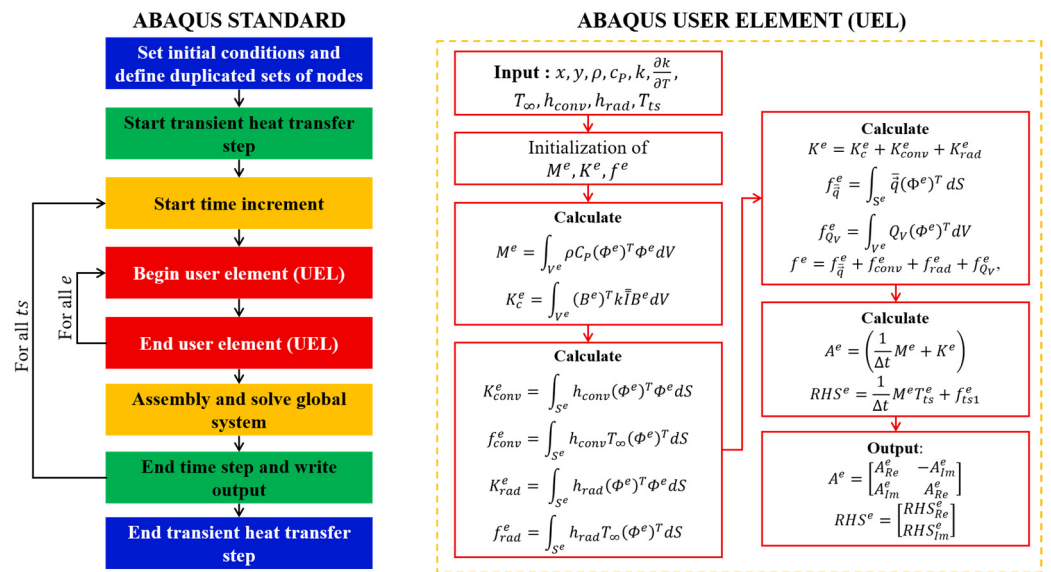 ABAQUS STANDARD
Set initial conditions and
define duplicated sets of nodes
Start transient heat transfer
step
Start time increment
Begin user element (UEL)
End user element (UEL)
Assembly and solve global
system
End time step and write
output
End transient heat transfer
step
For all ts
For all e
ABAQUS USER ELEMENT (UEL)
Input : x, y, ρ, c_P, k, ∂k/∂T,
T_∞, h_conv, h_rad, T_ts
Initialization of
M^e, K^e, f^e
Calculate
M^e = ∫_{V^e} ρC_P(Φ^e)^T Φ^e dV
K_c^e = ∫_{V^e} (B^e)^T k I̿ B^e dV
Calculate
K_conv^e = ∫_{S^e} h_conv(Φ^e)^T Φ^e dS
f_conv^e = ∫_{S^e} h_conv T_∞(Φ^e)^T dS
K_rad^e = ∫_{S^e} h_rad(Φ^e)^T Φ^e dS
f_rad^e = ∫_{S^e} h_rad T_∞(Φ^e)^T dS
Calculate
K^e = K_c^e + K_conv^e + K_rad^e
f_q⃗^e = ∫_{S^e} q⃗(Φ^e)^T dS
f_{Q_V}^e = ∫_{V^e} Q_V(Φ^e)^T dV
f^e = f_q⃗^e + f_conv^e + f_rad^e + f_{Q_V}^e,
Calculate
A^e = (1/Δt M^e + K^e)
RHS^e = 1/Δt M^e T_ts^e + f_ts1^e
Output:
A^e = [A_Re^e −A_Im^e
A_Im^e A_Re^e]
RHS^e = [RHS_Re^e
RHS_Im^e]